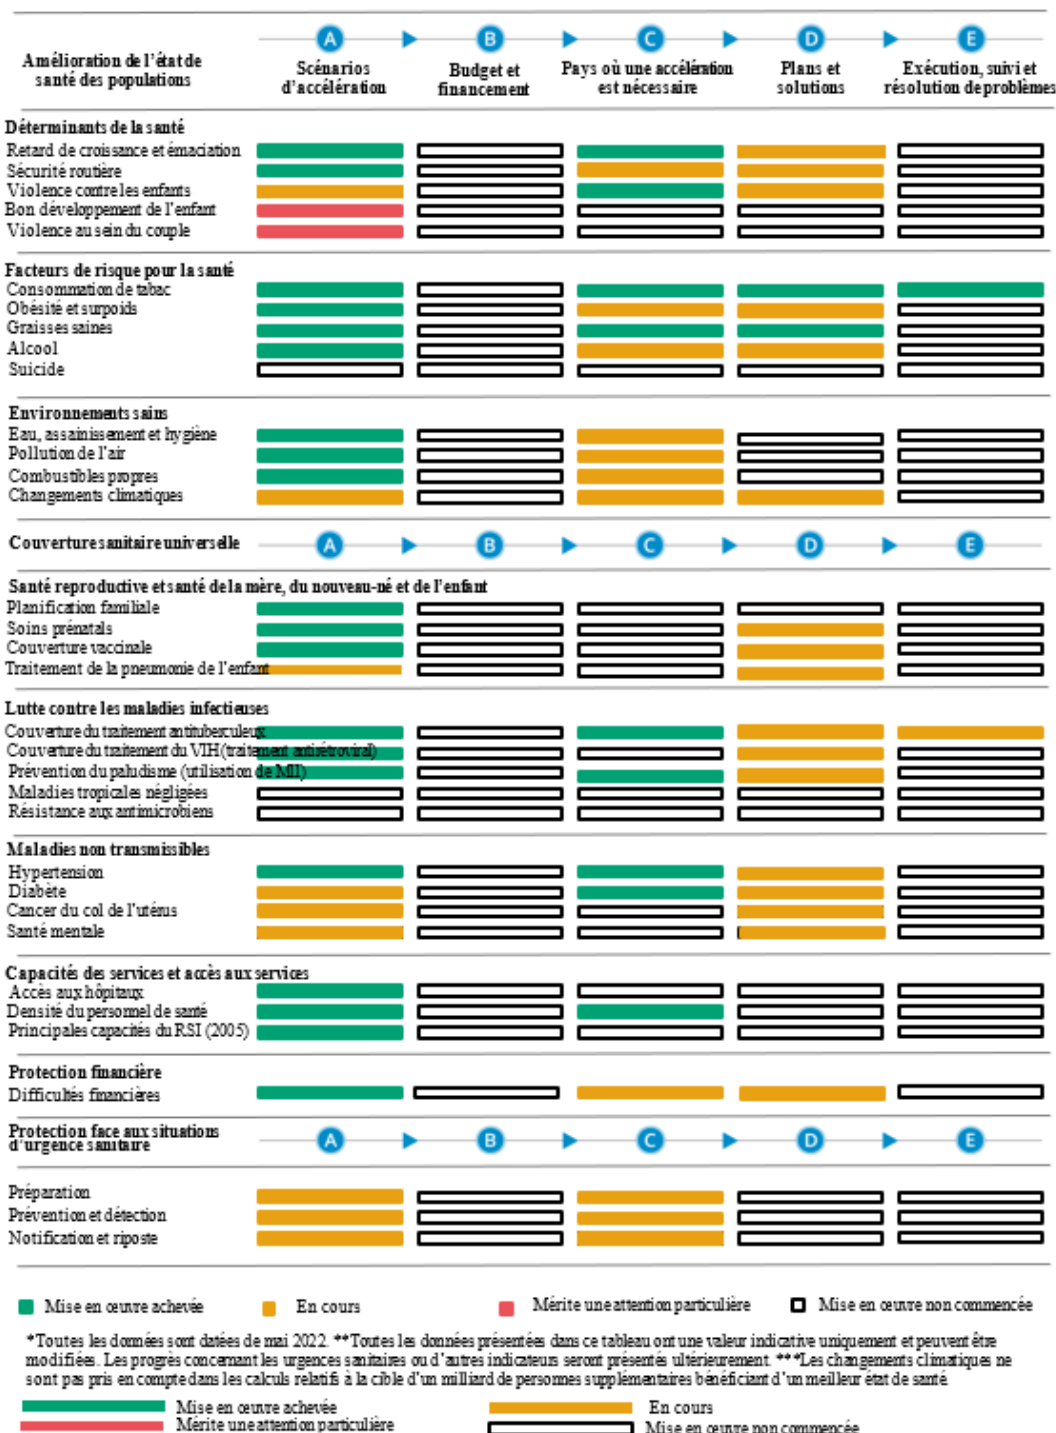 A B C D E
Amélioration de l'état de
santé des populations
Scénarios
d'accélération
Budget et
financement
Pays où une accélération
est nécessaire
Plans et
solutions
Exécution, suivi et
résolution de problèmes
Déterminants de la santé
Retard de croissance et émaciation
Sécurité routière
Violence contre les enfants
Bon développement de l'enfant
Violence au sein du couple
Facteurs de risque pour la santé
Consommation de tabac
Obésité et surpoids
Graisses saines
Alcool
Suicide
Environnements sains
Eau, assainissement et hygiène
Pollution de l'air
Combustibles propres
Changements climatiques
Couverture sanitaire universelle A B C D E
Santé reproductive et santé de la mère, du nouveau-né et de l'enfant
Planification familiale
Soins prénatals
Couverture vaccinale
Traitement de la pneumonie de l'enfant
Lutte contre les maladies infectieuses
Couverture du traitement antituberculeux
Couverture du traitement du VIH (traitement antirétroviral)
Prévention du paludisme (utilisation de MII)
Maladies tropicales négligées
Résistance aux antimicrobiens
Maladies non transmissibles
Hypertension
Diabète
Cancer du col de l'utérus
Santé mentale
Capacités des services et accès aux services
Accès aux hôpitaux
Densité du personnel de santé
Principales capacités du RSI (2005)
Protection financière
Difficultés financières
Protection face aux situations
d'urgence sanitaire
A B C D E
Préparation
Prévention et détection
Notification et riposte
Mise en œuvre achevée En cours Mérite une attention particulière Mise en œuvre non commencée
*Toutes les données sont datées de mai 2022. **Toutes les données présentées dans ce tableau ont une valeur indicative uniquement et peuvent être
modifiées. Les progrès concernant les urgences sanitaires ou d'autres indicateurs seront présentés ultérieurement. ***Les changements climatiques ne
sont pas pris en compte dans les calculs relatifs à la cible d'un milliard de personnes supplémentaires bénéficiant d'un meilleur état de santé
Mise en œuvre achevée En cours
Mérite une attention particulière Mise en œuvre non commencée